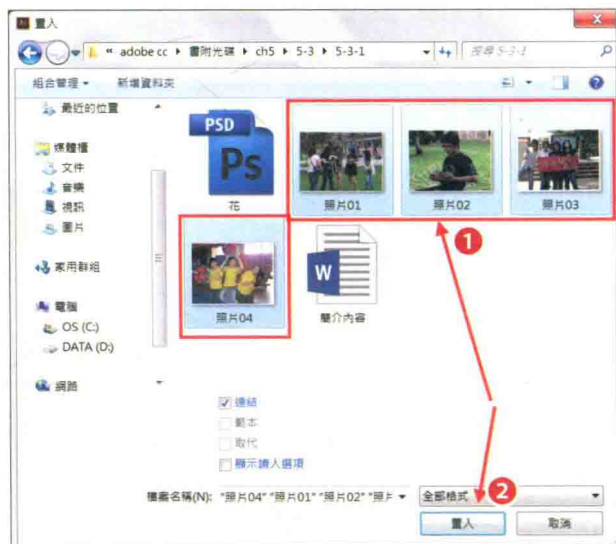 置入
« adobe cc ▸ 書附光碟 ▸ ch5 ▸ 5-3 ▸ 5-3-1
搜尋 5-3-1
組合管理 新增資料夾
最近的位置
媒體櫃
文件
音樂
視訊
圖片
家用群組
電腦
OS (C:)
DATA (D:)
網路
PSD
Ps
花
照片01
照片02
照片03
1
照片04
W
簡介內容
連結
範本
取代
顯示讀入選項
2
檔案名稱(N): "照片04" "照片01" "照片02" "照片
全部格式
置入
取消